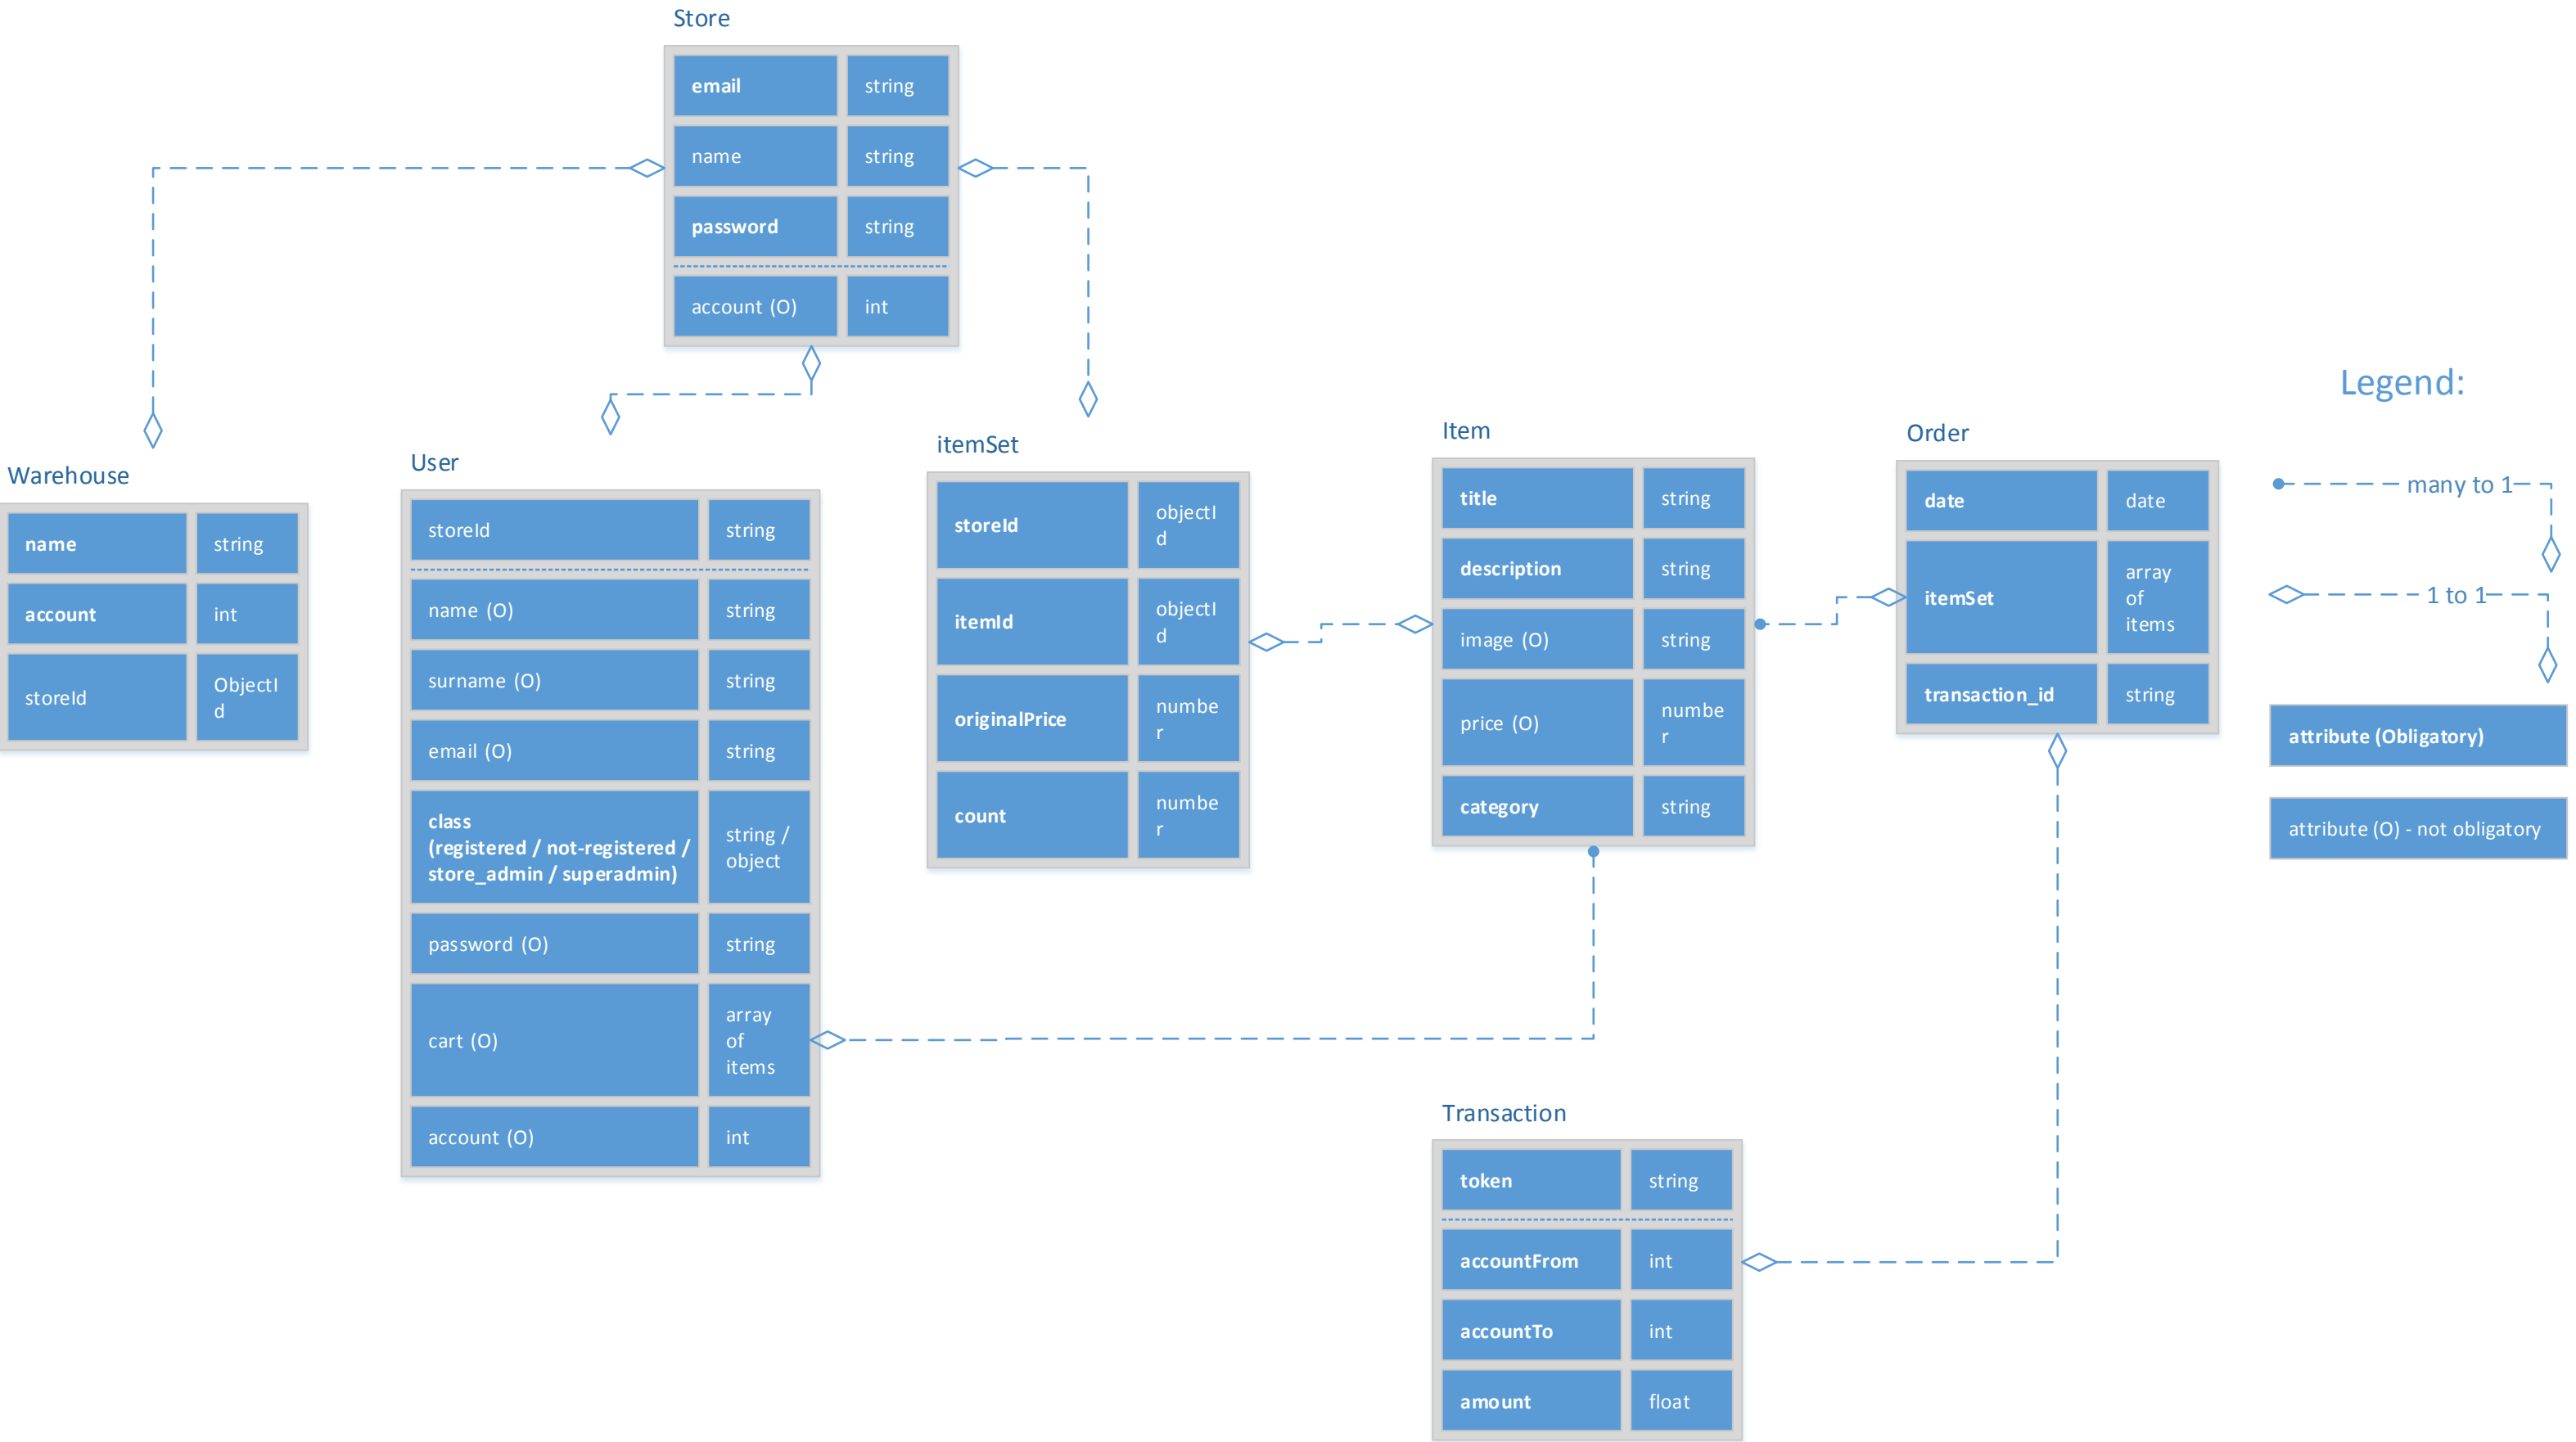 Store
email string
name string
password string
account (O) int
Warehouse
name string
account int
storeId ObjectI
d
User
storeId string
name (O) string
surname (O) string
email (O) string
class
(registered / not-registered /
store_admin / superadmin)
string /
object
password (O) string
cart (O)
array
of
items
account (O) int
itemSet
storeId
objectI
d
itemId
objectI
d
originalPrice
numbe
r
count
numbe
r
Item
title string
description string
image (O) string
price (O)
numbe
r
category string
Order
date date
itemSet
array
of
items
transaction_id string
Transaction
token string
accountFrom int
accountTo int
amount float
Legend:
many to 1
1 to 1
attribute (Obligatory)
attribute (O) - not obligatory